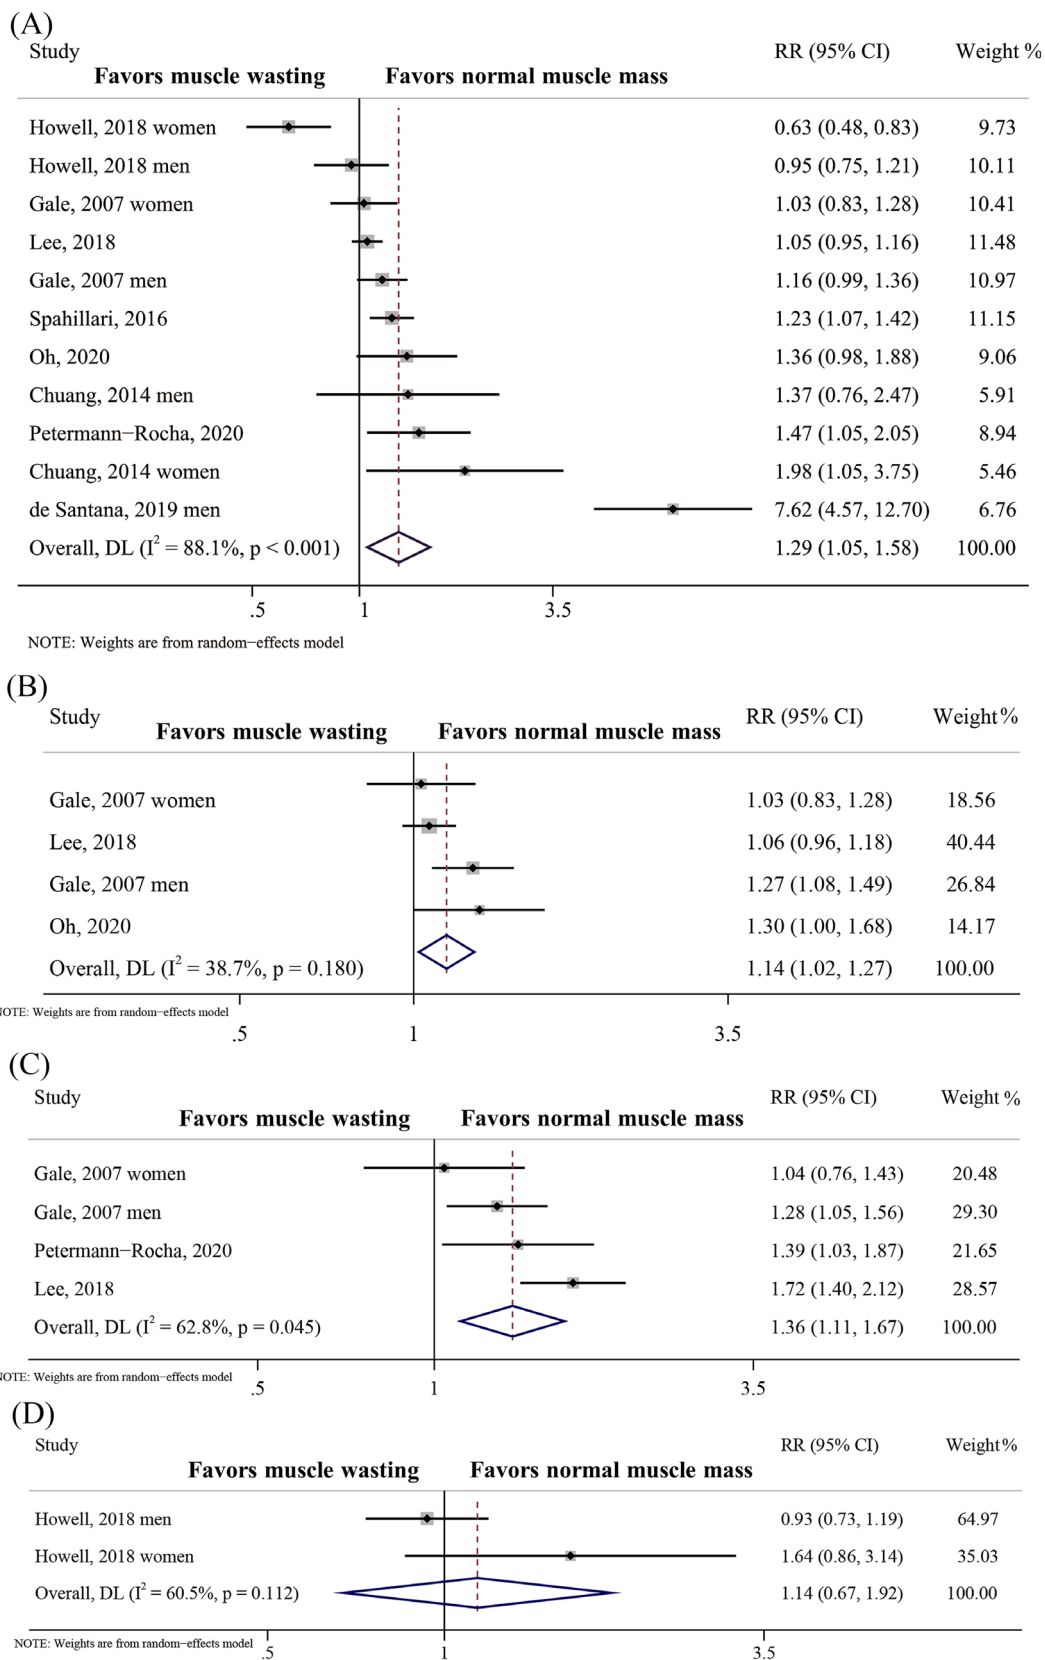 (A)
Study RR (95% CI) Weight %
Favors muscle wasting Favors normal muscle mass
Howell, 2018 women 0.63 (0.48, 0.83) 9.73
Howell, 2018 men 0.95 (0.75, 1.21) 10.11
Gale, 2007 women 1.03 (0.83, 1.28) 10.41
Lee, 2018 1.05 (0.95, 1.16) 11.48
Gale, 2007 men 1.16 (0.99, 1.36) 10.97
Spahillari, 2016 1.23 (1.07, 1.42) 11.15
Oh, 2020 1.36 (0.98, 1.88) 9.06
Chuang, 2014 men 1.37 (0.76, 2.47) 5.91
Petermann−Rocha, 2020 1.47 (1.05, 2.05) 8.94
Chuang, 2014 women 1.98 (1.05, 3.75) 5.46
de Santana, 2019 men 7.62 (4.57, 12.70) 6.76
Overall, DL (I² = 88.1%, p < 0.001) 1.29 (1.05, 1.58) 100.00
.5 1 3.5
NOTE: Weights are from random−effects model
(B)
Study RR (95% CI) Weight%
Favors muscle wasting Favors normal muscle mass
Gale, 2007 women 1.03 (0.83, 1.28) 18.56
Lee, 2018 1.06 (0.96, 1.18) 40.44
Gale, 2007 men 1.27 (1.08, 1.49) 26.84
Oh, 2020 1.30 (1.00, 1.68) 14.17
Overall, DL (I² = 38.7%, p = 0.180) 1.14 (1.02, 1.27) 100.00
NOTE: Weights are from random−effects model
.5 1 3.5
(C)
Study RR (95% CI) Weight %
Favors muscle wasting Favors normal muscle mass
Gale, 2007 women 1.04 (0.76, 1.43) 20.48
Gale, 2007 men 1.28 (1.05, 1.56) 29.30
Petermann−Rocha, 2020 1.39 (1.03, 1.87) 21.65
Lee, 2018 1.72 (1.40, 2.12) 28.57
Overall, DL (I² = 62.8%, p = 0.045) 1.36 (1.11, 1.67) 100.00
NOTE: Weights are from random−effects model
.5 1 3.5
(D)
Study RR (95% CI) Weight%
Favors muscle wasting Favors normal muscle mass
Howell, 2018 men 0.93 (0.73, 1.19) 64.97
Howell, 2018 women 1.64 (0.86, 3.14) 35.03
Overall, DL (I² = 60.5%, p = 0.112) 1.14 (0.67, 1.92) 100.00
NOTE: Weights are from random−effects model
.5 1 3.5